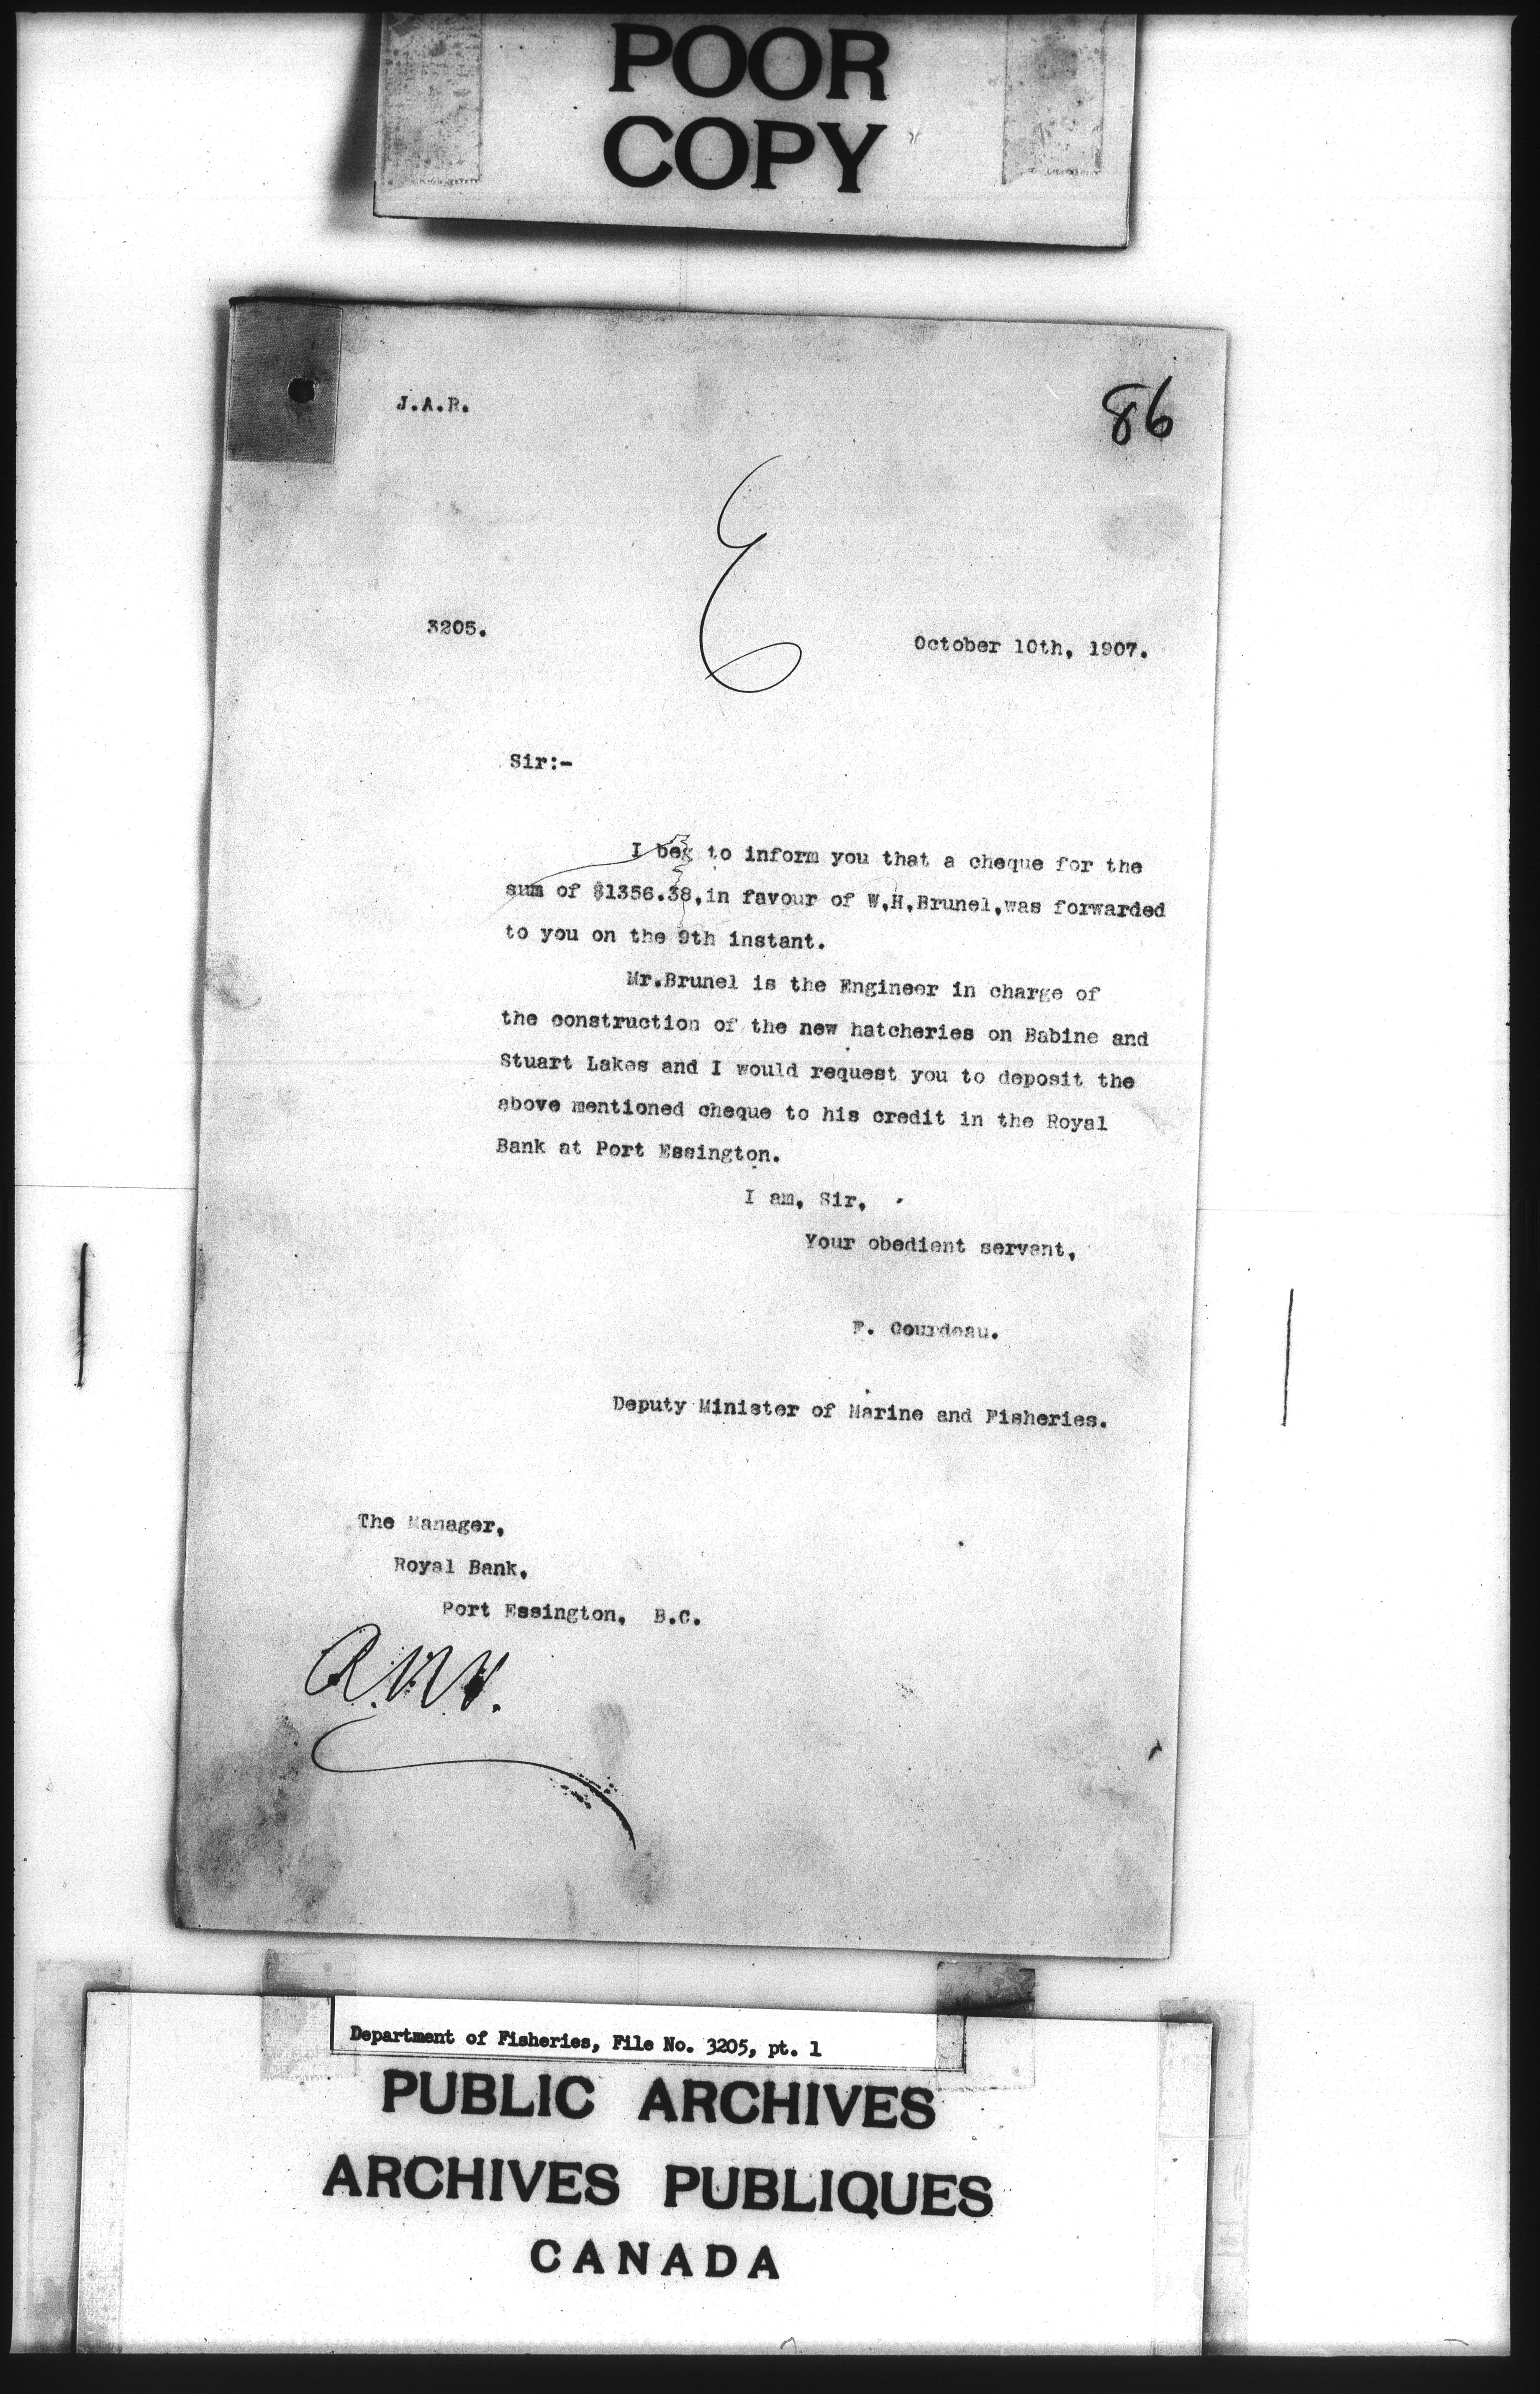 POOR
COPY
J.A.R.
86
E
3205.
October 10th, 1907.
Sir:-
I beg to inform you that a cheque for the
sum of $1356.38, in favour of W.H.Brunel, was forwarded
to you on the 9th instant.
Mr.Brunel is the Engineer in charge of
the construction of the new hatcheries on Babine and
Stuart Lakes and I would request you to deposit the
above mentioned cheque to his credit in the Royal
Bank at Port Essington.
I am, Sir,
Your obedient servant,
F. Gourdeau.
Deputy Minister of Marine and Fisheries.
The Manager,
Royal Bank,
Port Essington, B.C.
Department of Fisheries, File No. 3205, pt. 1
PUBLIC ARCHIVES
ARCHIVES PUBLIQUES
CANADA